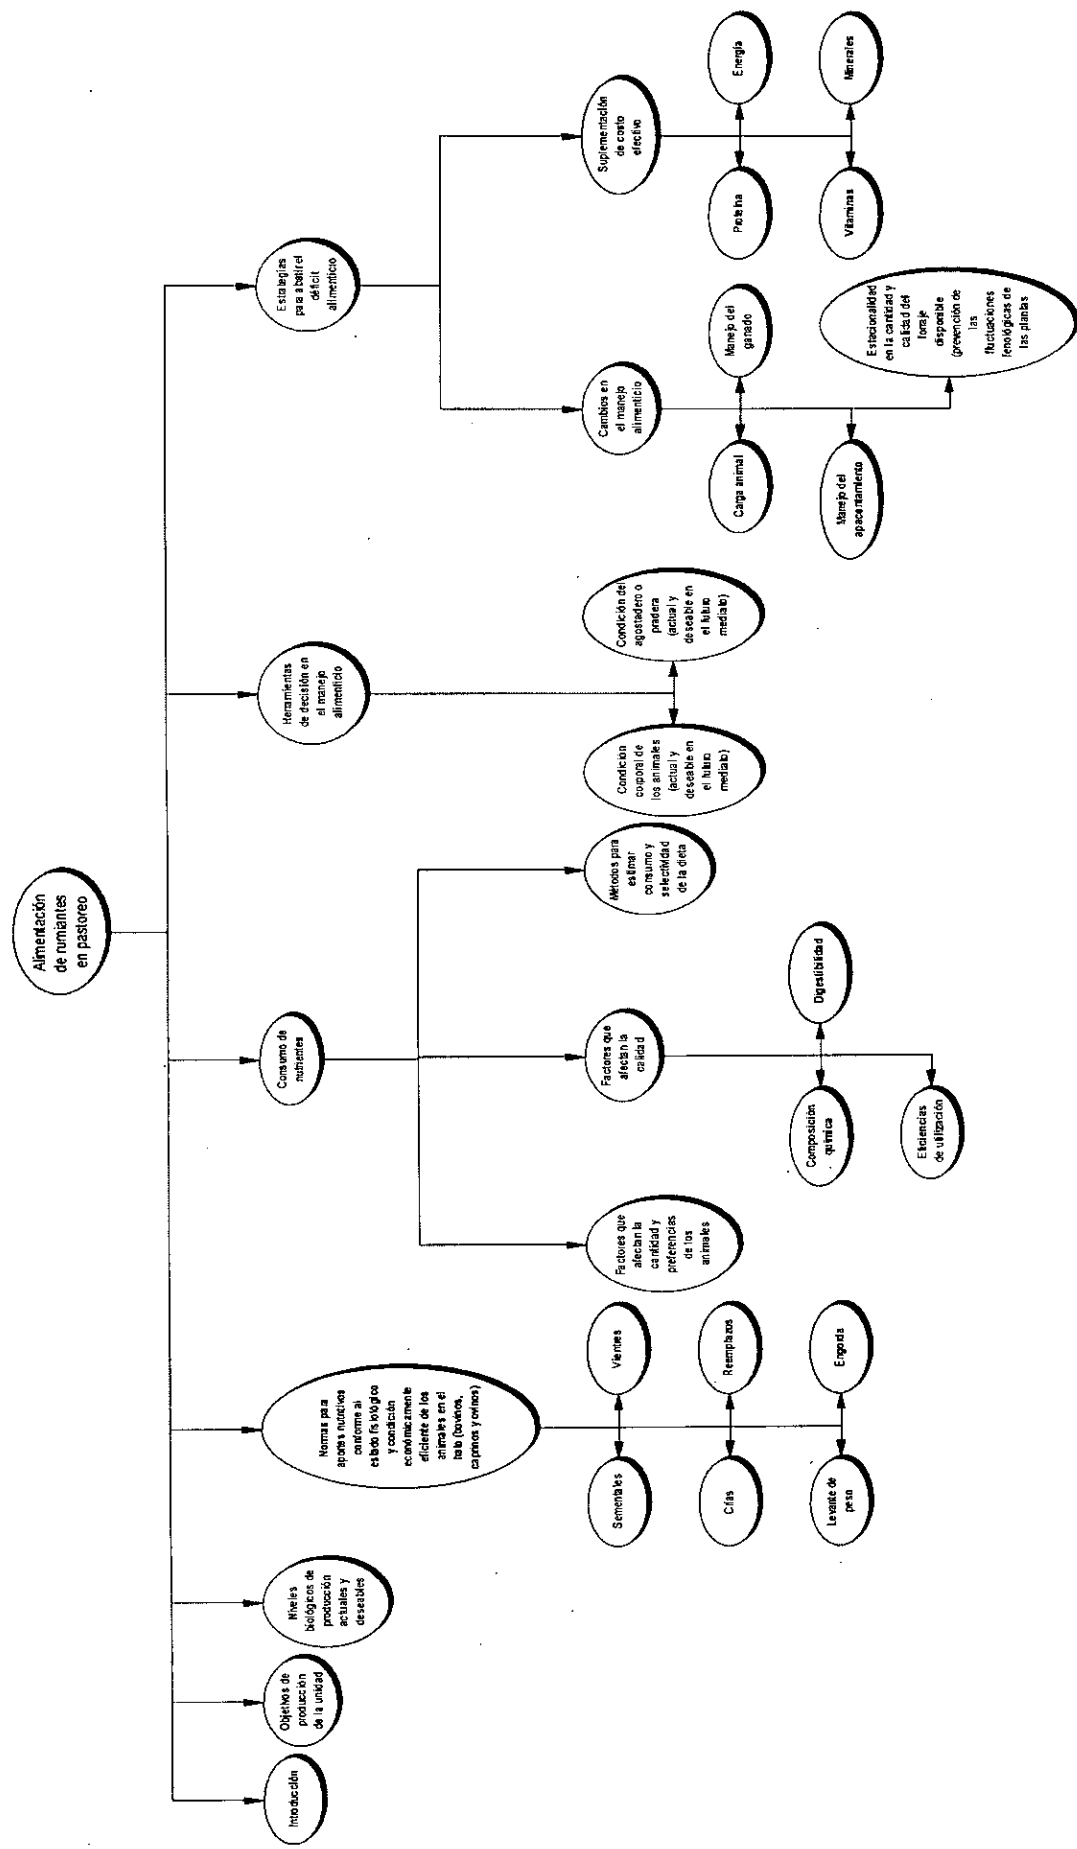 Alimentación
de rumiantes
en pastoreo
Introducción
Objetivos de
producción
de la unidad
Niveles
biológicos de
producción
actuales y
deseables
Normas para
aportes nutritivos
conforme al
estado fisiológico
y condición
económicamente
eficiente de los
animales en el
hato (bovinos,
caprinos y ovinos)
Sementales
Vientres
Crías
Reemplazos
Levante de
peso
Engorda
Consumo de
nutrientes
Factores que
afectan la
cantidad y
preferencias
de los
animales
Factores que
afectan la
calidad
Composición
química
Digestibilidad
Eficiencias
de utilización
Métodos para
estimar
consumo y
selectividad
de la dieta
Herramientas
de decisión en
el manejo
alimenticio
Condición
corporal de
los animales
(actual y
deseable en
el futuro
mediato)
Condición del
agostadero o
pradera
(actual y
deseable en
el futuro
mediato)
Estrategias
para abatir el
déficit
alimenticio
Cambios en
el manejo
alimenticio
Carga animal
Manejo del
ganado
Manejo del
apacentamiento
Estacionalidad
en la cantidad y
calidad del
forraje
disponible
(prevención de
las
fluctuaciones
fenológicas de
las plantas
Suplementación
de costo
efectivo
Proteína
Energía
Vitaminas
Minerales